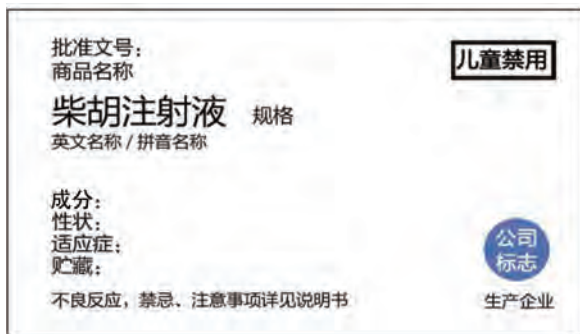 批准文号：
商品名称
儿童禁用
柴胡注射液 规格
英文名称 / 拼音名称
成分：
性状：
适应症：
贮藏：
公司
标志
不良反应，禁忌、注意事项详见说明书
生产企业